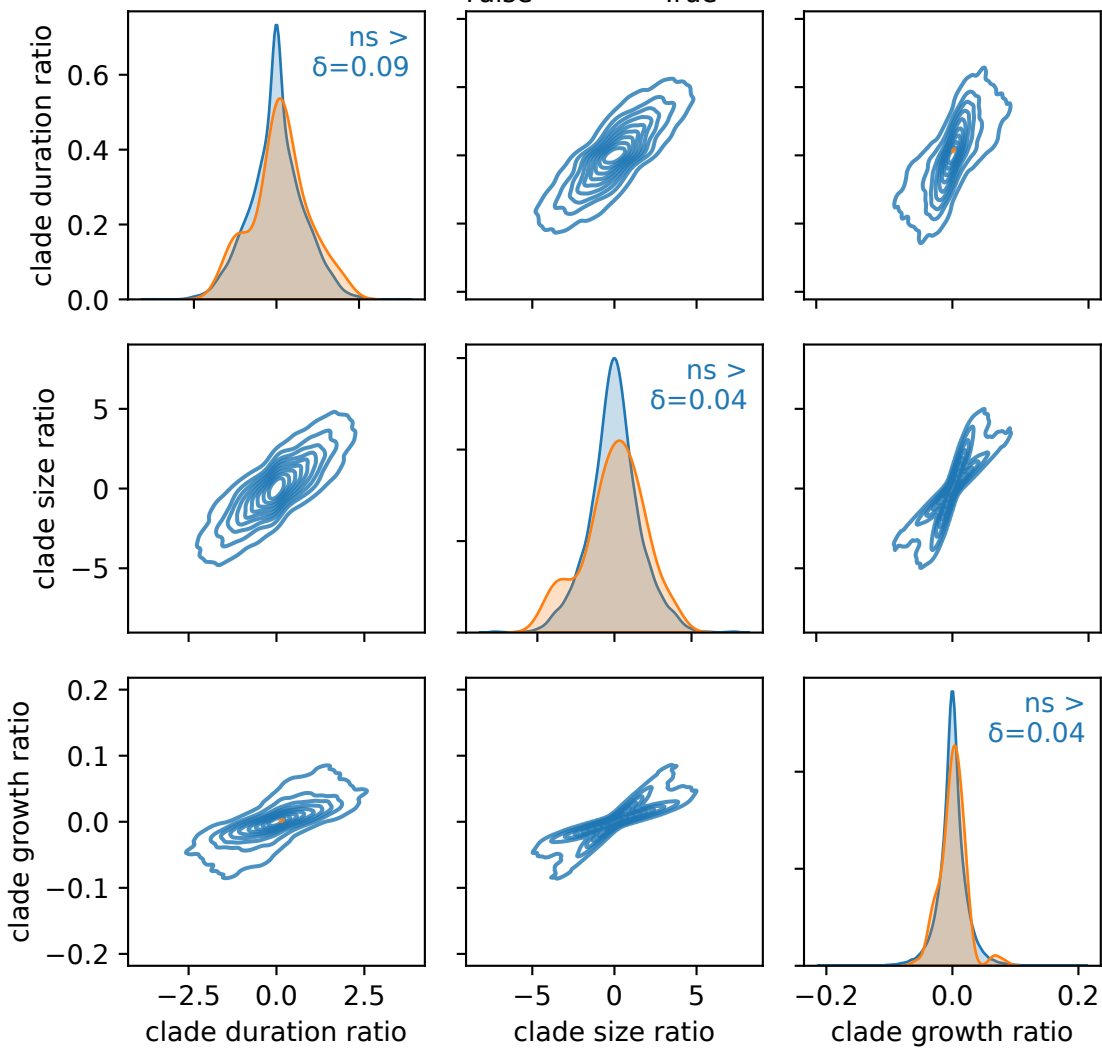 clade duration ratio
0.6
0.4
0.2
0.0
ns >
δ=0.09
clade size ratio
5
0
−5
ns >
δ=0.04
clade growth ratio
0.2
0.1
0.0
−0.1
−0.2
ns >
δ=0.04
−2.5 0.0 2.5
−5 0 5
−0.2 0.0 0.2
clade duration ratio
clade size ratio
clade growth ratio